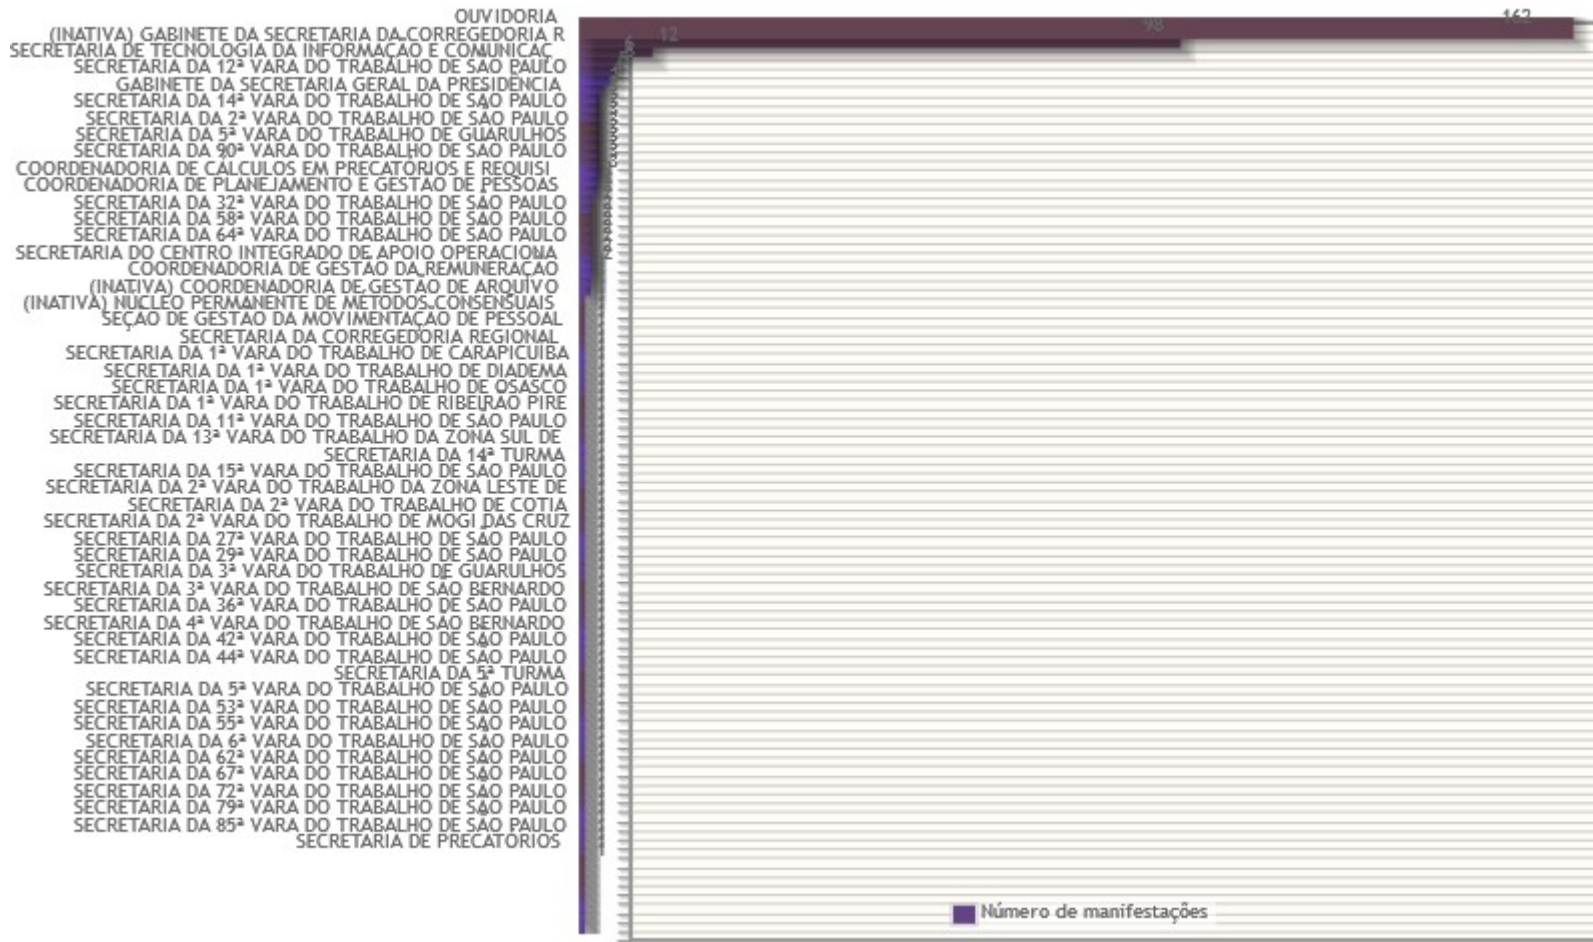 OUVIDORIA
162
(INATIVA) GABINETE DA SECRETARIA DA CORREGEDORIA R
98
12
6
SECRETARIA DE TECNOLOGIA DA INFORMAÇÃO E COMUNICAÇ
SECRETARIA DA 12ª VARA DO TRABALHO DE SÃO PAULO
GABINETE DA SECRETARIA GERAL DA PRESIDÊNCIA
SECRETARIA DA 14ª VARA DO TRABALHO DE SÃO PAULO
SECRETARIA DA 2ª VARA DO TRABALHO DE SÃO PAULO
SECRETARIA DA 5ª VARA DO TRABALHO DE GUARULHOS
SECRETARIA DA 90ª VARA DO TRABALHO DE SÃO PAULO
COORDENADORIA DE CÁLCULOS EM PRECATÓRIOS E REQUISI
COORDENADORIA DE PLANEJAMENTO E GESTÃO DE PESSOAS
SECRETARIA DA 32ª VARA DO TRABALHO DE SÃO PAULO
SECRETARIA DA 58ª VARA DO TRABALHO DE SÃO PAULO
SECRETARIA DA 64ª VARA DO TRABALHO DE SÃO PAULO
SECRETARIA DO CENTRO INTEGRADO DE APOIO OPERACIONA
COORDENADORIA DE GESTÃO DA REMUNERAÇÃO
(INATIVA) COORDENADORIA DE GESTÃO DE ARQUIVO
(INATIVA) NÚCLEO PERMANENTE DE MÉTODOS CONSENSUAIS
SEÇÃO DE GESTÃO DA MOVIMENTAÇÃO DE PESSOAL
SECRETARIA DA CORREGEDORIA REGIONAL
SECRETARIA DA 1ª VARA DO TRABALHO DE CARAPICUÍBA
SECRETARIA DA 1ª VARA DO TRABALHO DE DIADEMA
SECRETARIA DA 1ª VARA DO TRABALHO DE OSASCO
SECRETARIA DA 1ª VARA DO TRABALHO DE RIBEIRÃO PIRE
SECRETARIA DA 11ª VARA DO TRABALHO DE SÃO PAULO
SECRETARIA DA 13ª VARA DO TRABALHO DA ZONA SUL DE
SECRETARIA DA 14ª TURMA
SECRETARIA DA 15ª VARA DO TRABALHO DE SÃO PAULO
SECRETARIA DA 2ª VARA DO TRABALHO DA ZONA LESTE DE
SECRETARIA DA 2ª VARA DO TRABALHO DE COTIA
SECRETARIA DA 2ª VARA DO TRABALHO DE MOGI DAS CRUZ
SECRETARIA DA 27ª VARA DO TRABALHO DE SÃO PAULO
SECRETARIA DA 29ª VARA DO TRABALHO DE SÃO PAULO
SECRETARIA DA 3ª VARA DO TRABALHO DE GUARULHOS
SECRETARIA DA 3ª VARA DO TRABALHO DE SÃO BERNARDO
SECRETARIA DA 36ª VARA DO TRABALHO DE SÃO PAULO
SECRETARIA DA 4ª VARA DO TRABALHO DE SÃO BERNARDO
SECRETARIA DA 42ª VARA DO TRABALHO DE SÃO PAULO
SECRETARIA DA 44ª VARA DO TRABALHO DE SÃO PAULO
SECRETARIA DA 5ª TURMA
SECRETARIA DA 5ª VARA DO TRABALHO DE SÃO PAULO
SECRETARIA DA 53ª VARA DO TRABALHO DE SÃO PAULO
SECRETARIA DA 55ª VARA DO TRABALHO DE SÃO PAULO
SECRETARIA DA 6ª VARA DO TRABALHO DE SÃO PAULO
SECRETARIA DA 62ª VARA DO TRABALHO DE SÃO PAULO
SECRETARIA DA 67ª VARA DO TRABALHO DE SÃO PAULO
SECRETARIA DA 72ª VARA DO TRABALHO DE SÃO PAULO
SECRETARIA DA 79ª VARA DO TRABALHO DE SÃO PAULO
SECRETARIA DA 85ª VARA DO TRABALHO DE SÃO PAULO
SECRETARIA DE PRECATÓRIOS
Número de manifestações